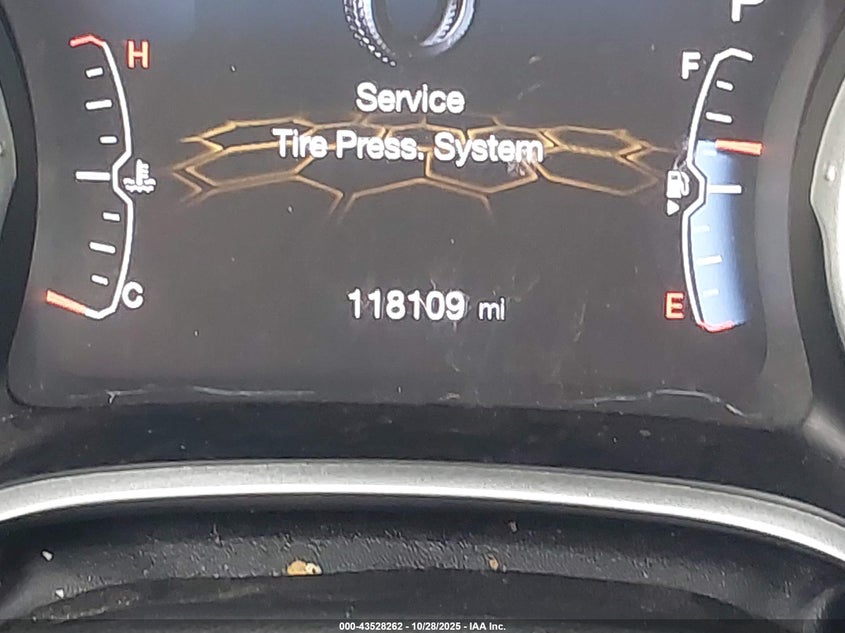 P
H
F
Service
Tire Press. System
C
118109 mi
E
000-43528262 - 10/28/2025 - IAA Inc.